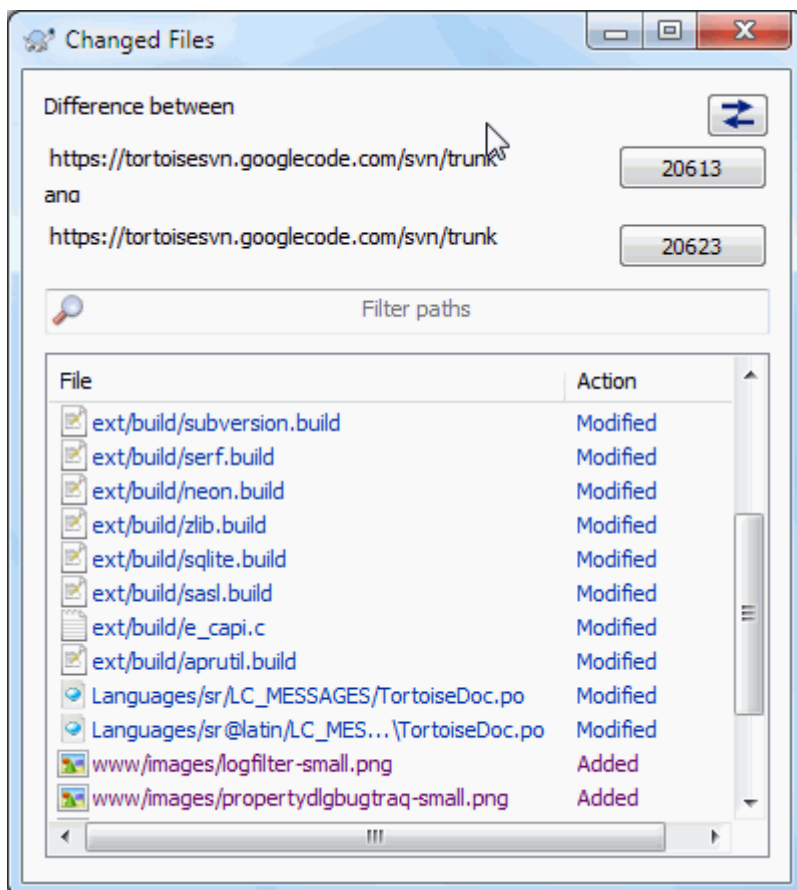 Changed Files
Difference between
https://tortoisesvn.googlecode.com/svn/trunk 20613
and
https://tortoisesvn.googlecode.com/svn/trunk 20623
Filter paths
File Action
ext/build/subversion.build Modified
ext/build/serf.build Modified
ext/build/neon.build Modified
ext/build/zlib.build Modified
ext/build/sqlite.build Modified
ext/build/sasl.build Modified
ext/build/e_capi.c Modified
ext/build/aprutil.build Modified
Languages/sr/LC_MESSAGES/TortoiseDoc.po Modified
Languages/sr@latin/LC_MES...\TortoiseDoc.po Modified
www/images/logfilter-small.png Added
www/images/propertydlgbugtraq-small.png Added